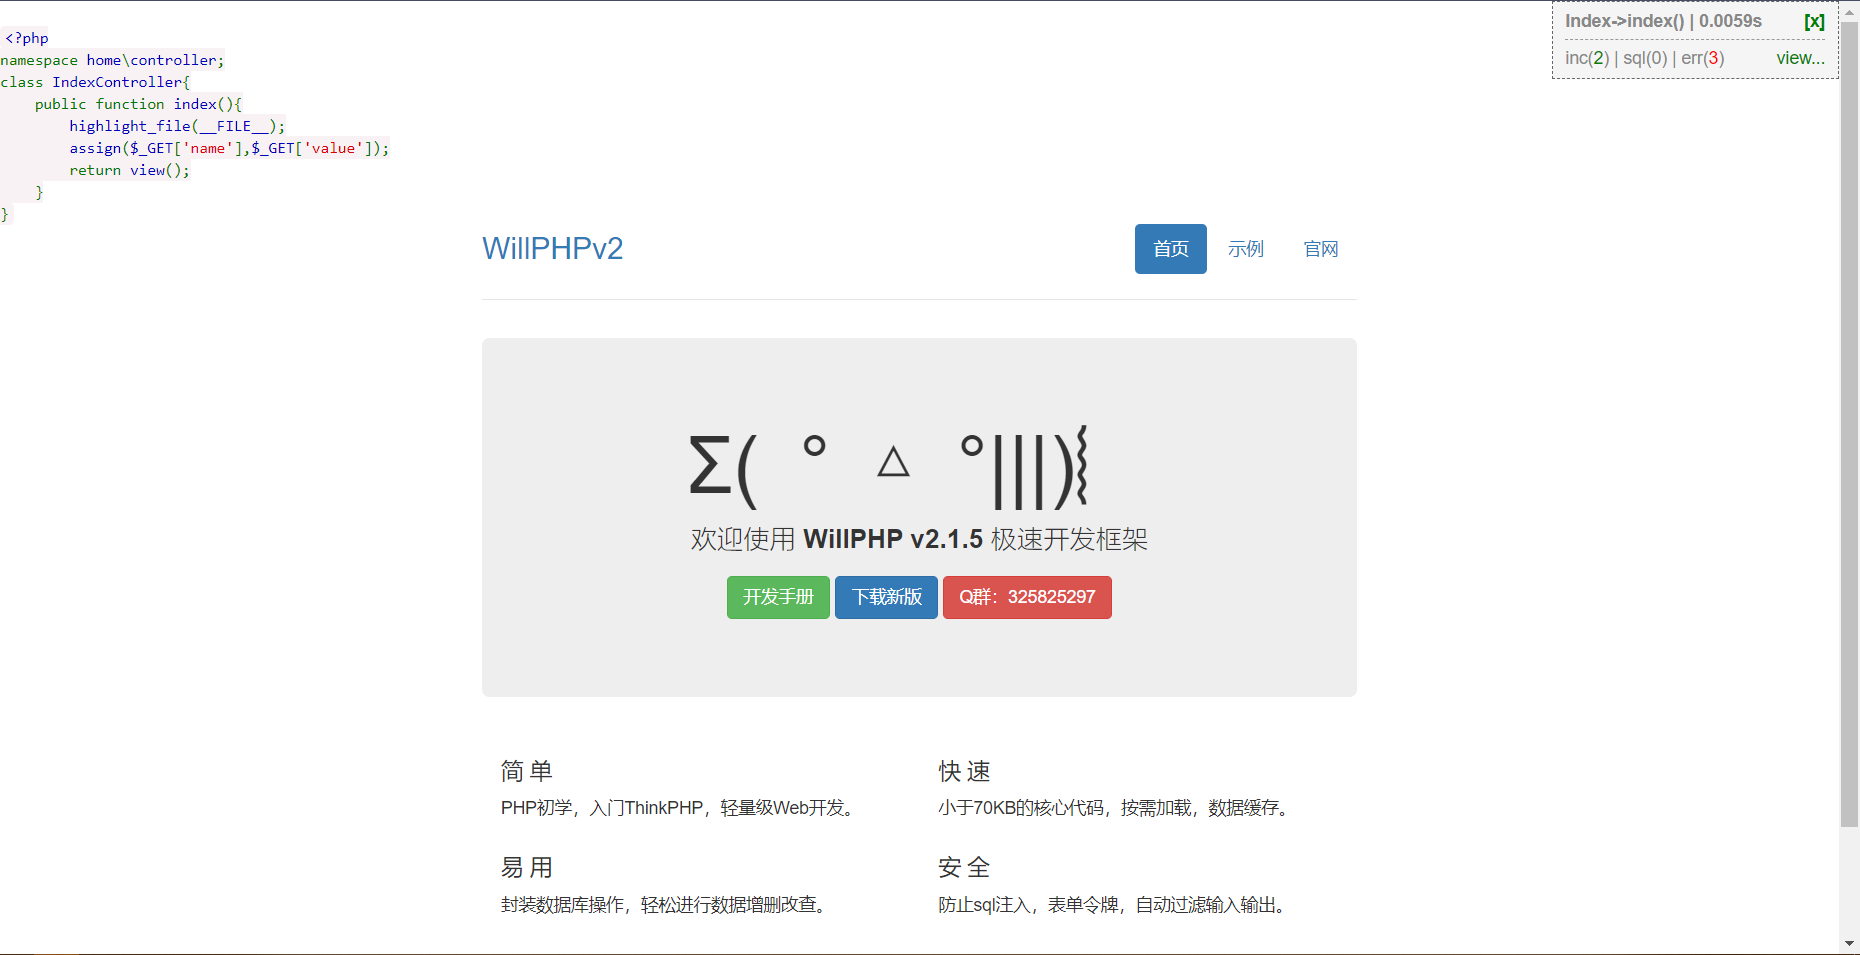 <?php
namespace home\controller;
class IndexController{
    public function index(){
        highlight_file(__FILE__);
        assign($_GET['name'],$_GET['value']);
        return view();
    }
}
Index->index() | 0.0059s [x]
inc(2) | sql(0) | err(3) view...
WillPHPv2 首页 示例 官网
Σ( ° △ °|||)︴
欢迎使用 WillPHP v2.1.5 极速开发框架
开发手册 下载新版 Q群：325825297
简 单
PHP初学，入门ThinkPHP，轻量级Web开发。
快 速
小于70KB的核心代码，按需加载，数据缓存。
易 用
封装数据库操作，轻松进行数据增删改查。
安 全
防止sql注入，表单令牌，自动过滤输入输出。